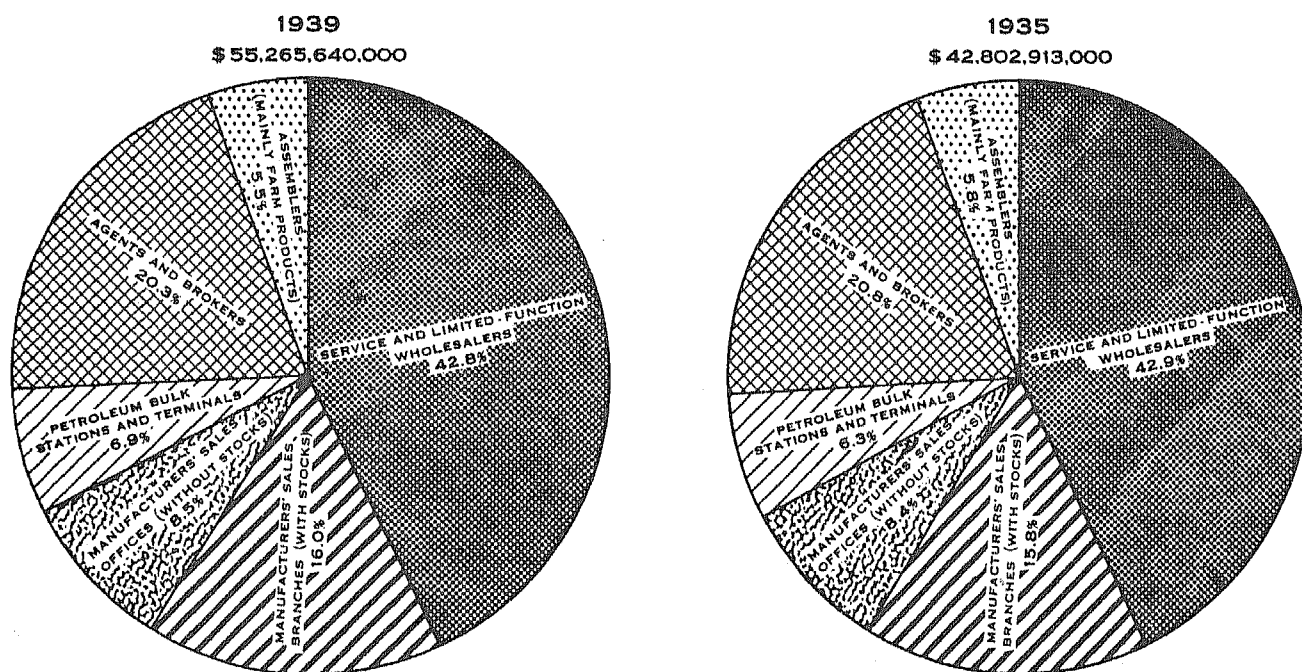 1939
$55,265,640,000
ASSEMBLERS
(MAINLY FARM PRODUCTS)
5.5%
AGENTS AND BROKERS
20.3%
SERVICE AND LIMITED-FUNCTION
WHOLESALERS
42.8%
PETROLEUM BULK
STATIONS AND TERMINALS
6.9%
MANUFACTURERS' SALES
OFFICES (WITHOUT STOCKS)
8.5%
MANUFACTURERS' SALES
BRANCHES (WITH STOCKS)
16.0%
1935
$42,802,913,000
ASSEMBLERS
(MAINLY FARM PRODUCTS)
5.8%
AGENTS AND BROKERS
20.8%
SERVICE AND LIMITED-FUNCTION
WHOLESALERS
42.9%
PETROLEUM BULK
STATIONS AND TERMINALS
6.3%
MANUFACTURERS' SALES
OFFICES (WITHOUT STOCKS)
8.4%
MANUFACTURERS' SALES
BRANCHES (WITH STOCKS)
15.8%